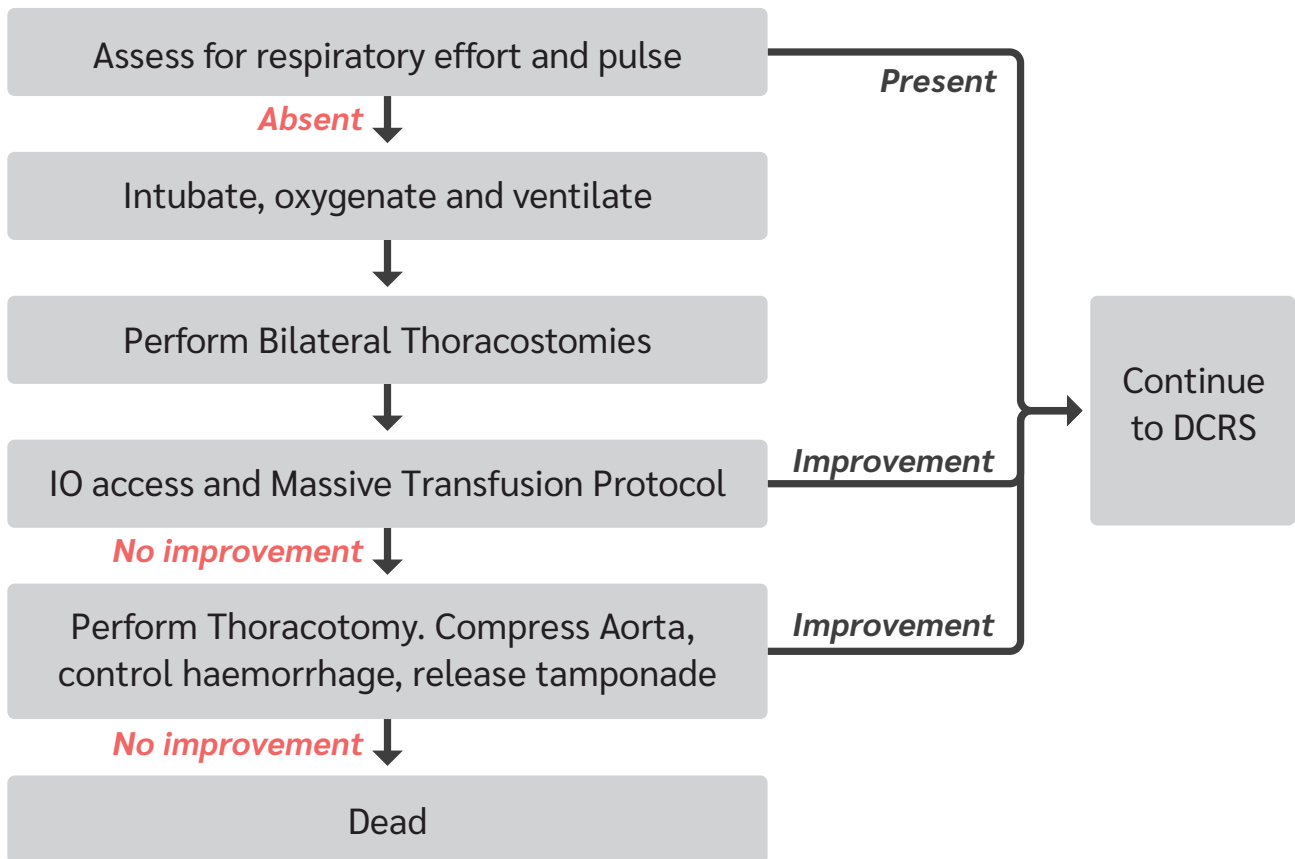 Assess for respiratory effort and pulse
Present
Absent
Intubate, oxygenate and ventilate
Perform Bilateral Thoracostomies
Continue
to DCRS
IO access and Massive Transfusion Protocol
Improvement
No improvement
Perform Thoracotomy. Compress Aorta,
control haemorrhage, release tamponade
Improvement
No improvement
Dead